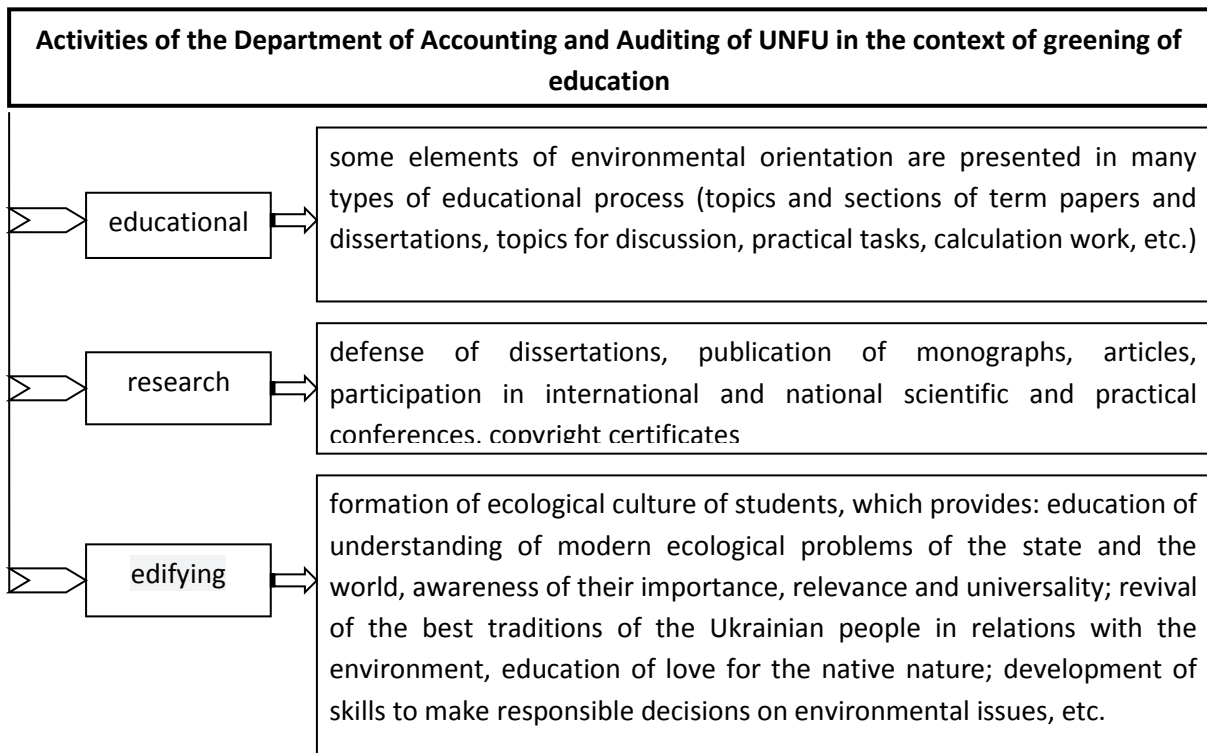 Activities of the Department of Accounting and Auditing of UNFU in the context of greening of
education
educational
some elements of environmental orientation are presented in many
types of educational process (topics and sections of term papers and
dissertations, topics for discussion, practical tasks, calculation work, etc.)
research
defense of dissertations, publication of monographs, articles,
participation in international and national scientific and practical
conferences, copyright certificates
edifying
formation of ecological culture of students, which provides: education of
understanding of modern ecological problems of the state and the
world, awareness of their importance, relevance and universality; revival
of the best traditions of the Ukrainian people in relations with the
environment, education of love for the native nature; development of
skills to make responsible decisions on environmental issues, etc.